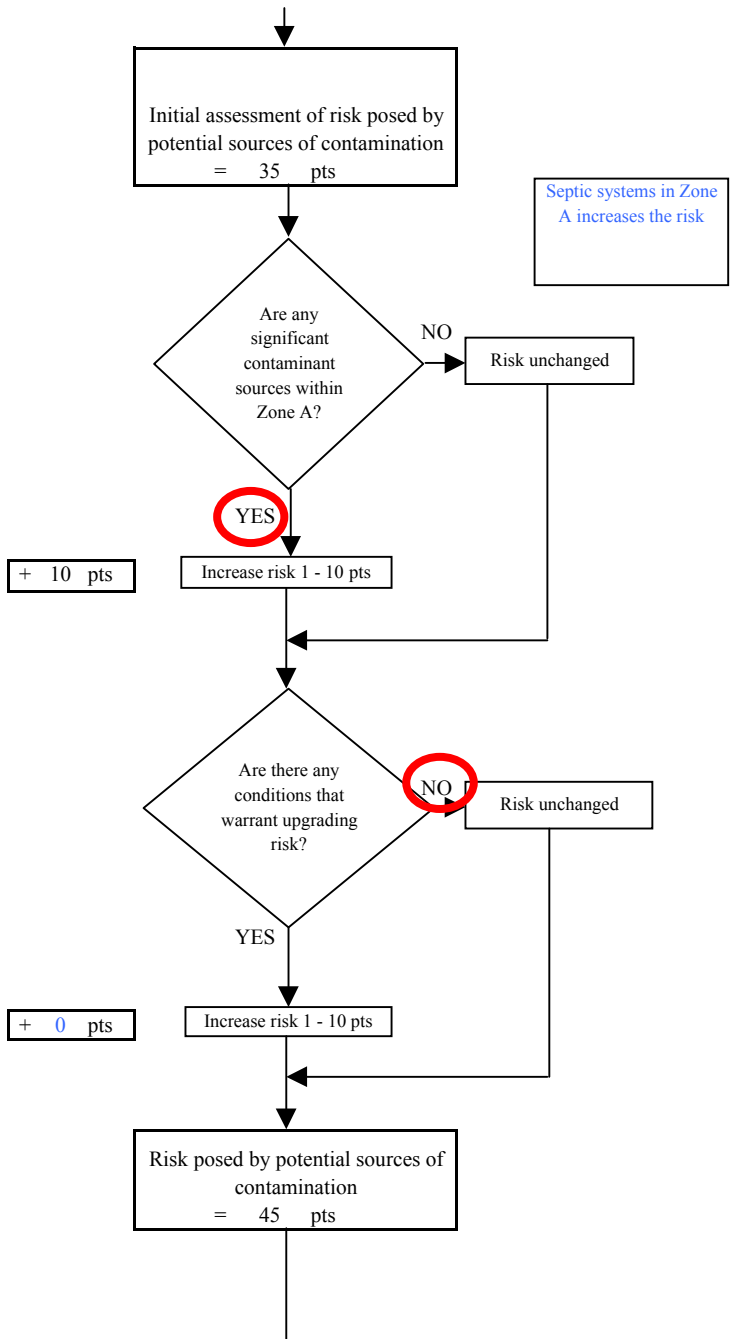 Initial assessment of risk posed by
potential sources of contamination
= 35 pts
Septic systems in Zone
A increases the risk
Are any
significant
contaminant
sources within
Zone A?
NO
Risk unchanged
YES
+ 10 pts
Increase risk 1 - 10 pts
Are there any
conditions that
warrant upgrading
risk?
NO
Risk unchanged
YES
+ 0 pts
Increase risk 1 - 10 pts
Risk posed by potential sources of
contamination
= 45 pts